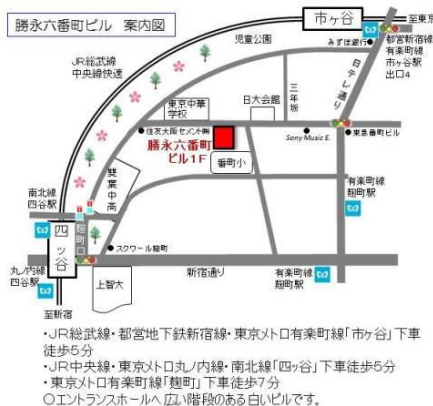 勝永六番町ビル 案内図
市ヶ谷
至東京
みずほ銀行
都営新宿線
有楽町線
市ヶ谷駅
出口4
児童公園
JR総武線
中央線快速
日テレ通り
三年坂
日大会館
東京中華
学校
住友大阪セメント㈱
勝永六番町
ビル1F
Sony Music E.
東急番町ビル
番町小
雙葉中高
有楽町線
麹町駅
南北線
四谷駅
麹町
四ッ谷
スクワール麹町
丸ノ内線
四谷駅
新宿通り
上智大
有楽町線
麹町駅
至新宿
・JR総武線・都営地下鉄新宿線・東京メトロ有楽町線「市ヶ谷」下車
徒歩5分
・JR中央線・東京メトロ丸ノ内線・南北線「四ッ谷」下車徒歩5分
・東京メトロ有楽町線「麹町」下車徒歩7分
○エントランスホールへ広い階段のある白いビルです。